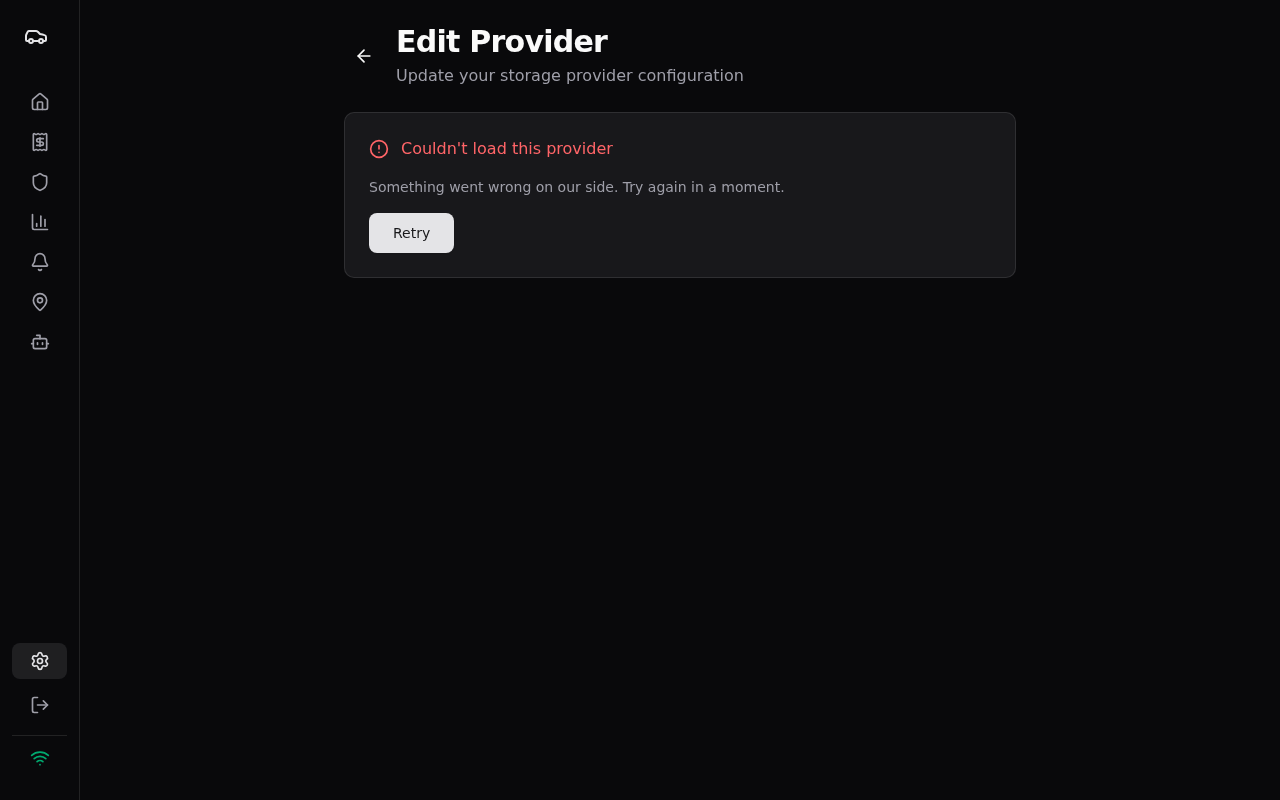 Edit Provider
Update your storage provider configuration
Couldn't load this provider
Something went wrong on our side. Try again in a moment.
Retry